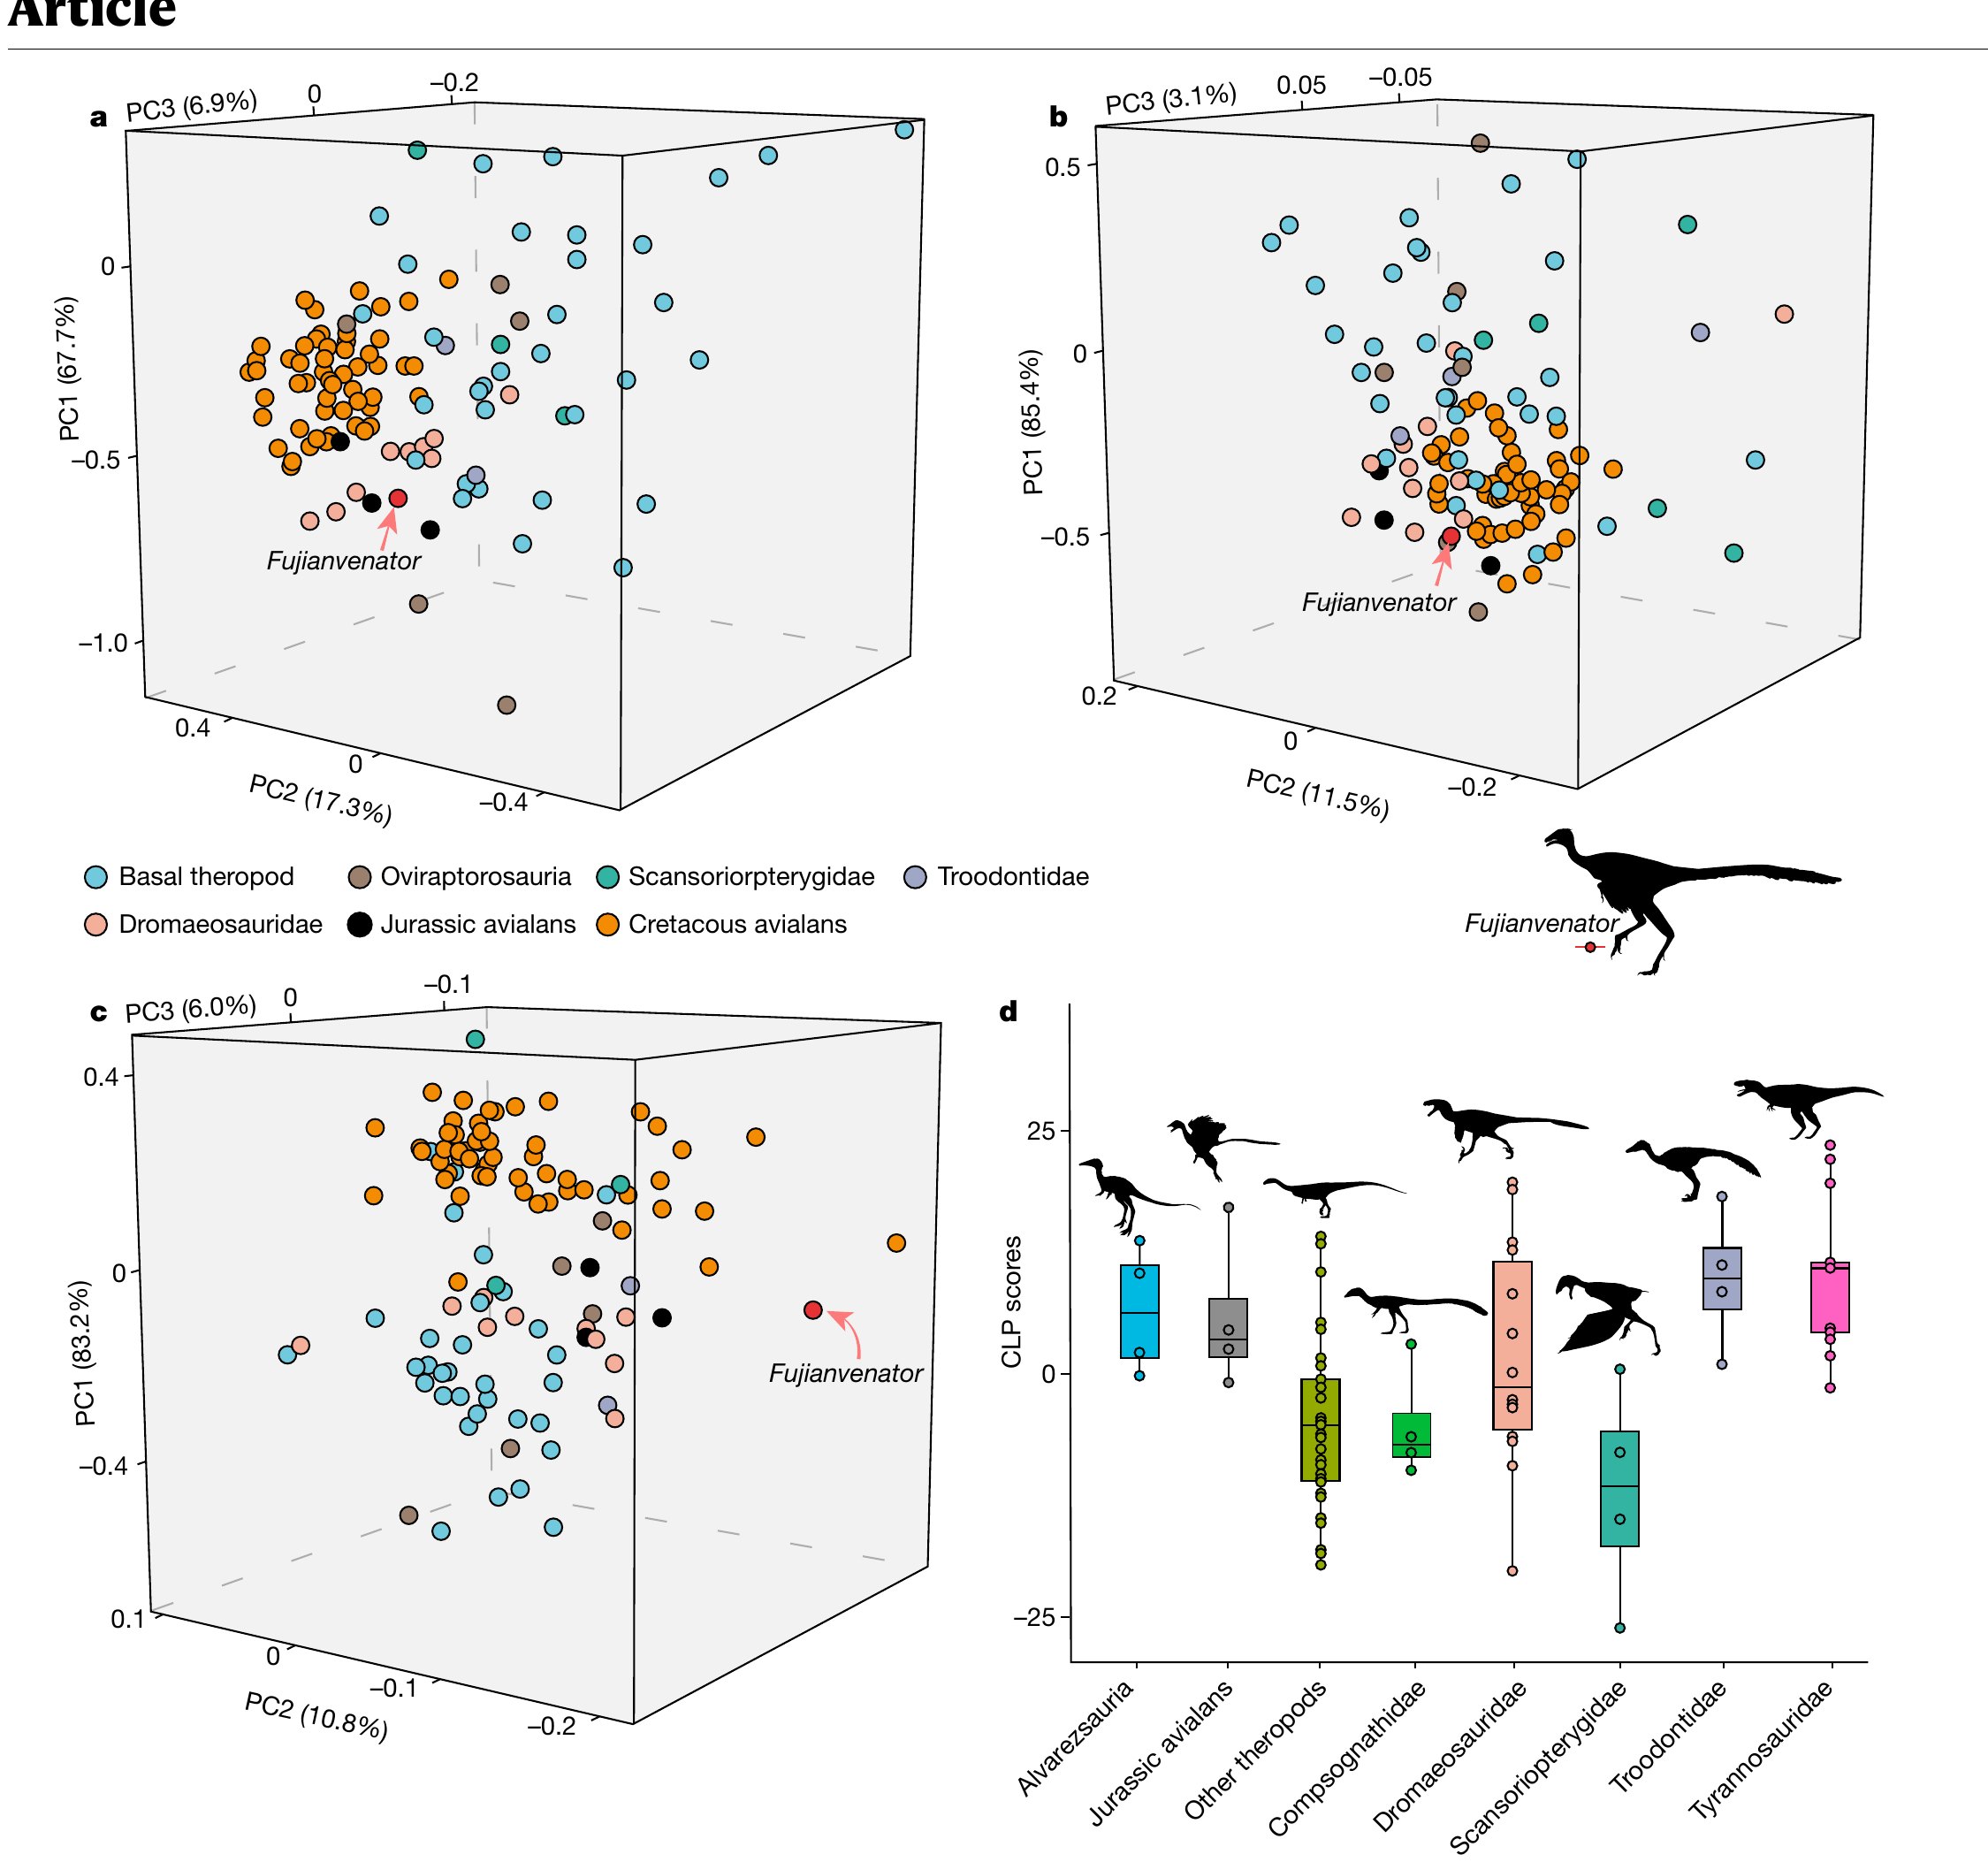 Article
a
PC3 (6.9%)
0
−0.2
PC1 (67.7%)
0
−0.5
−1.0
0.4
0
−0.4
PC2 (17.3%)
Fujianvenator
b
PC3 (3.1%)
0.05
−0.05
PC1 (85.4%)
0.5
0
−0.5
0.2
0
−0.2
PC2 (11.5%)
Fujianvenator
Basal theropod
Oviraptorosauria
Scansoriorpterygidae
Troodontidae
Dromaeosauridae
Jurassic avialans
Cretacous avialans
c
PC3 (6.0%)
0
−0.1
PC1 (83.2%)
0.4
0
−0.4
0.1
0
−0.1
−0.2
PC2 (10.8%)
Fujianvenator
d
Fujianvenator
CLP scores
25
0
−25
Alvarezsauria
Jurassic avialans
Other theropods
Compsognathidae
Dromaeosauridae
Scansoriopterygidae
Troodontidae
Tyrannosauridae